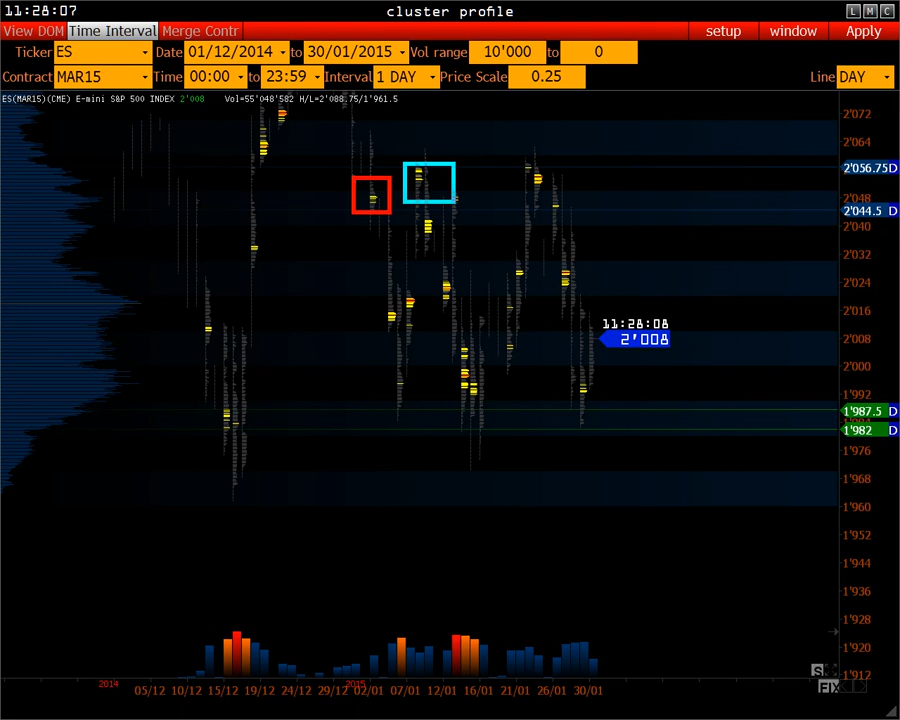 11:28:07 cluster profile L M C
View DOM Time Interval Merge Contr setup window Apply
Ticker ES Date 01/12/2014 to 30/01/2015 Vol range 10'000 to 0
Contract MAR15 Time 00:00 to 23:59 Interval 1 DAY Price Scale 0.25 Line DAY
ES(MAR15)(CME) E-mini S&P 500 INDEX 2'008 Vol=55'048'582 H/L=2'088.75/1'961.5
2'072
2'064
2'056.75 D
2'048
2'044.5 D
2'040
2'032
2'024
2'016
11:28:08
2'008
2'008
2'000
1'992
1'987.5 D
1'982 D
1'976
1'968
1'960
1'952
1'944
1'936
1'928
1'920
1'912
FIX
2014 2015
05/12 10/12 15/12 19/12 24/12 29/12 02/01 07/01 12/01 16/01 21/01 26/01 30/01